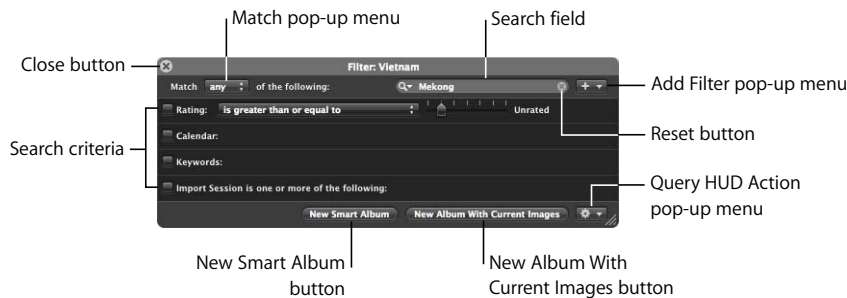 Match pop-up menu
Search field
Close button
Filter: Vietnam
Match any of the following:
Mekong
Add Filter pop-up menu
Rating: is greater than or equal to Unrated
Reset button
Calendar:
Search criteria
Keywords:
Import Session is one or more of the following:
Query HUD Action
pop-up menu
New Smart Album
New Album With Current Images
New Smart Album
button
New Album With
Current Images button